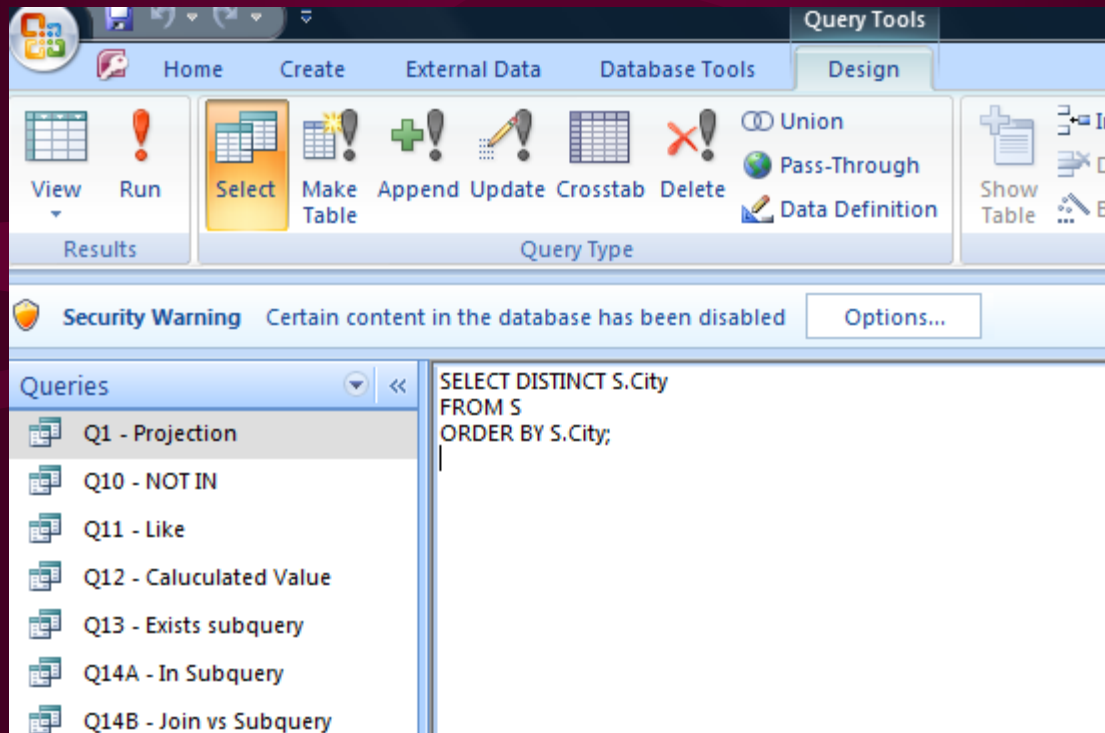 Query Tools
Home Create External Data Database Tools Design
View Run Select Make Table Append Update Crosstab Delete
Union
Pass-Through
Data Definition
Show Table
Results Query Type
Security Warning Certain content in the database has been disabled Options...
Queries
Q1 - Projection
Q10 - NOT IN
Q11 - Like
Q12 - Caluculated Value
Q13 - Exists subquery
Q14A - In Subquery
Q14B - Join vs Subquery
SELECT DISTINCT S.City
FROM S
ORDER BY S.City;